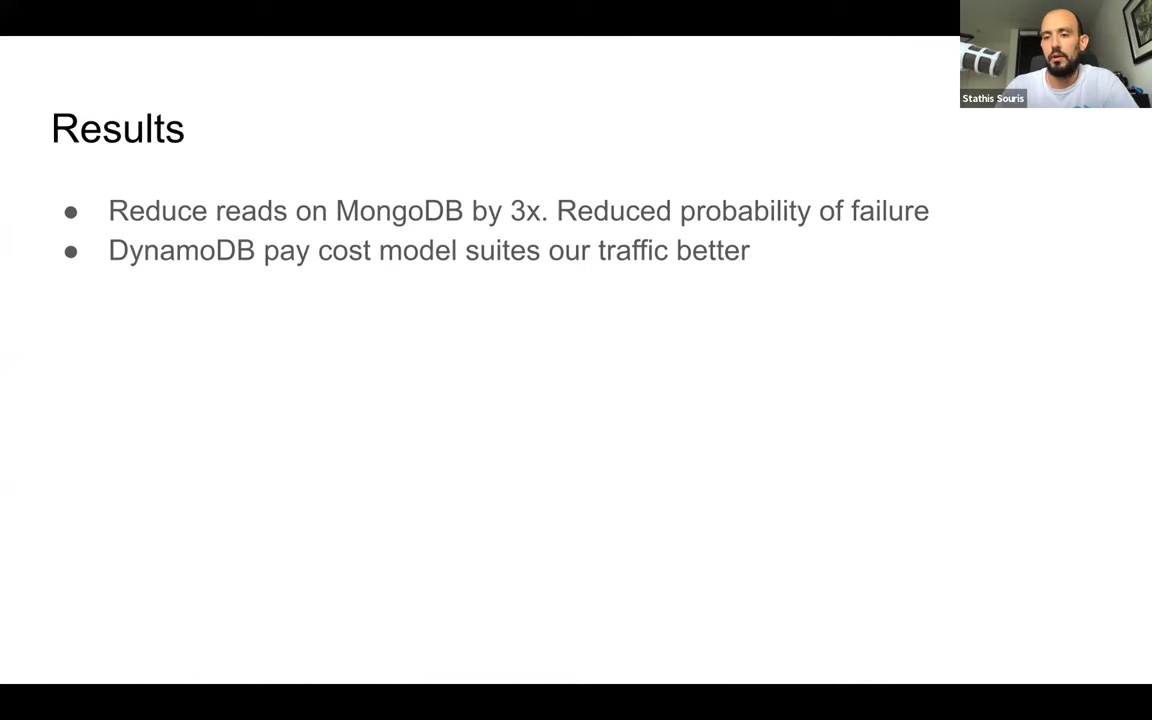 Stathis Souris
Results
● Reduce reads on MongoDB by 3x. Reduced probability of failure
● DynamoDB pay cost model suites our traffic better